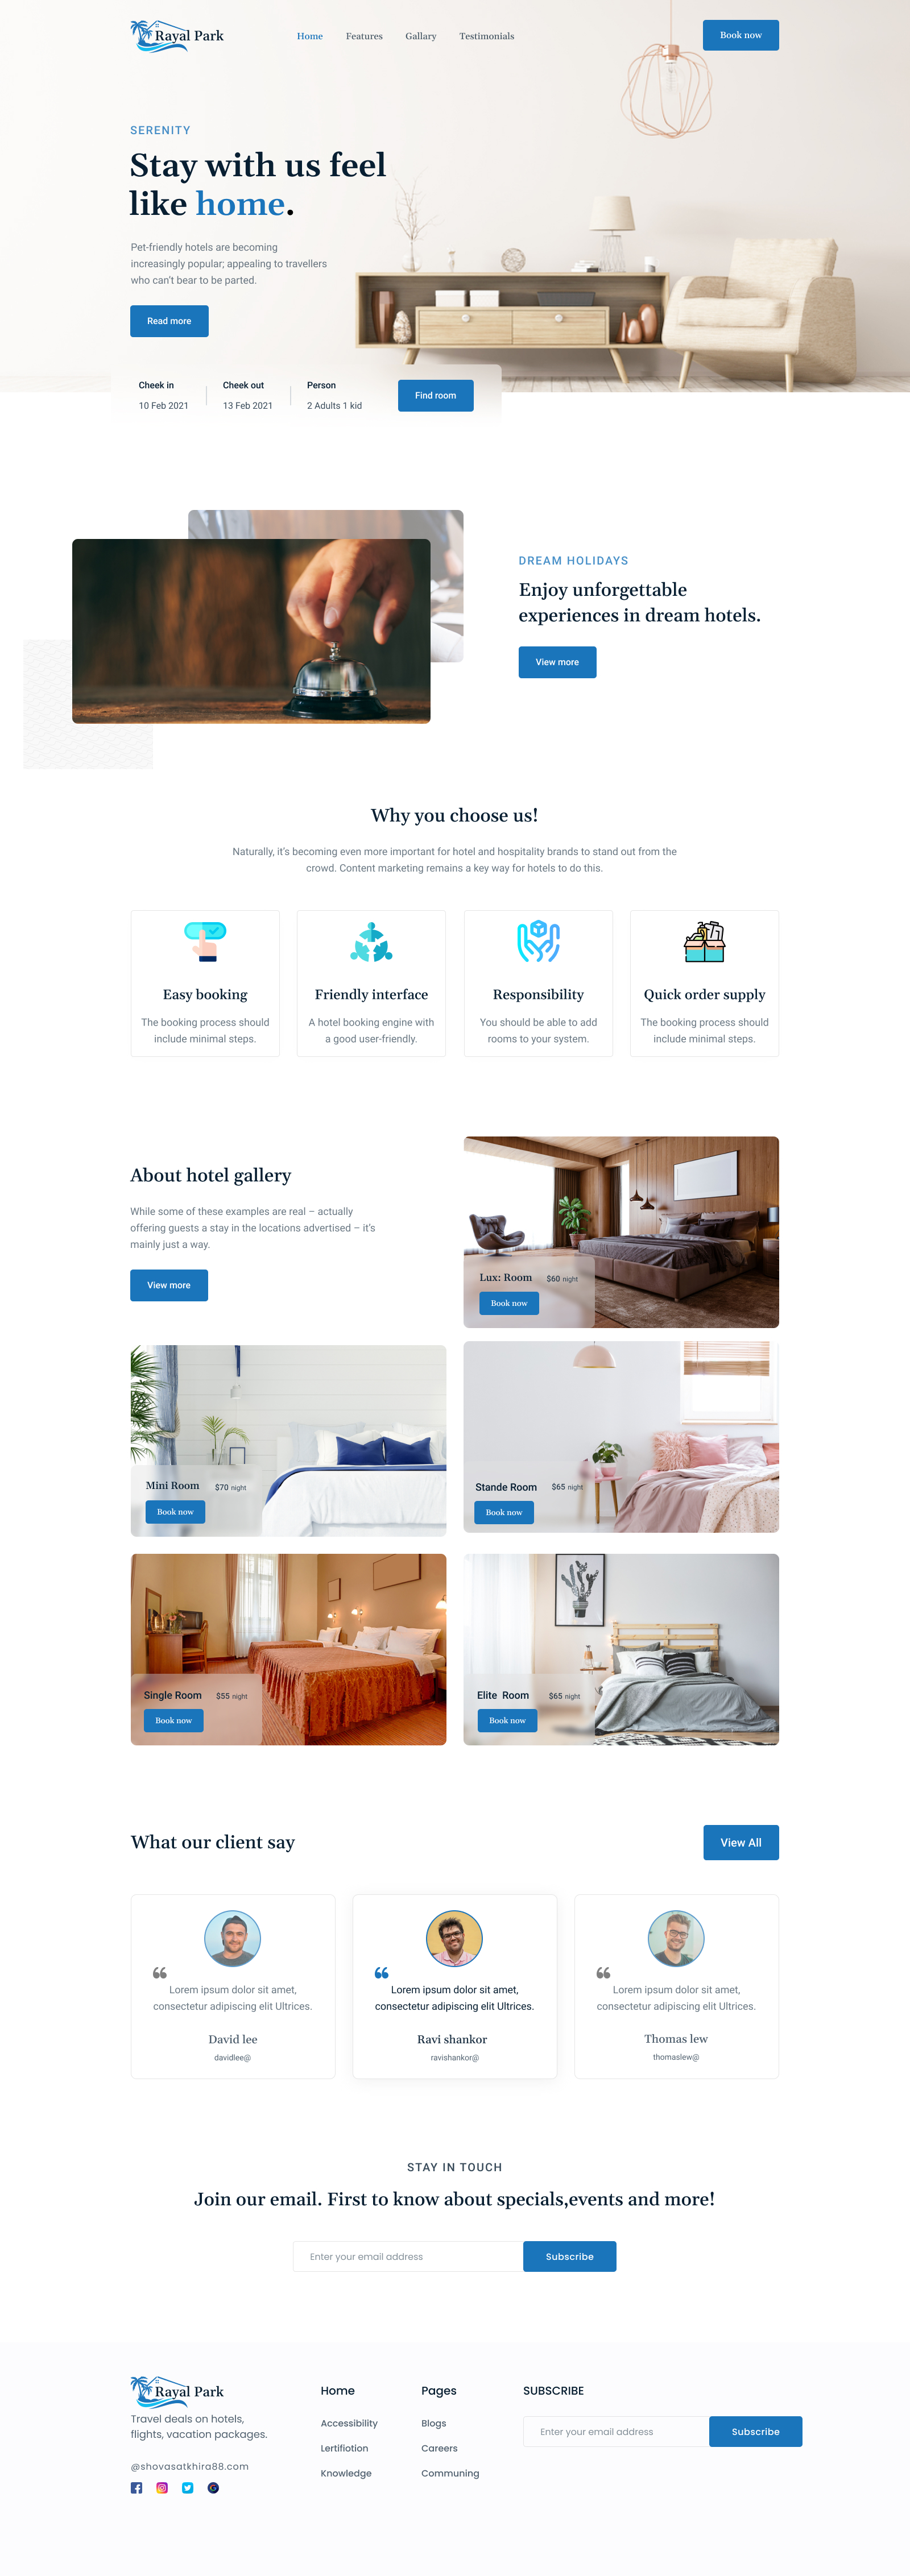 Rayal Park
Home Features Gallary Testimonials
Book now
SERENITY
Stay with us feel
like home.
Pet-friendly hotels are becoming
increasingly popular; appealing to travellers
who can't bear to be parted.
Read more
Cheek in Cheek out Person
10 Feb 2021 13 Feb 2021 2 Adults 1 kid
Find room
DREAM HOLIDAYS
Enjoy unforgettable
experiences in dream hotels.
View more
Why you choose us!
Naturally, it's becoming even more important for hotel and hospitality brands to stand out from the
crowd. Content marketing remains a key way for hotels to do this.
Easy booking
The booking process should
include minimal steps.
Friendly interface
A hotel booking engine with
a good user-friendly.
Responsibility
You should be able to add
rooms to your system.
Quick order supply
The booking process should
include minimal steps.
About hotel gallery
While some of these examples are real – actually
offering guests a stay in the locations advertised – it's
mainly just a way.
View more
Lux: Room $60 night
Book now
Mini Room $70 night
Book now
Stande Room $65 night
Book now
Single Room $55 night
Book now
Elite Room $65 night
Book now
What our client say
View All
Lorem ipsum dolor sit amet,
consectetur adipiscing elit Ultrices.
David lee
davidlee@
Lorem ipsum dolor sit amet,
consectetur adipiscing elit Ultrices.
Ravi shankor
ravishankor@
Lorem ipsum dolor sit amet,
consectetur adipiscing elit Ultrices.
Thomas lew
thomaslew@
STAY IN TOUCH
Join our email. First to know about specials,events and more!
Enter your email address
Subscribe
Rayal Park
Travel deals on hotels,
flights, vacation packages.
@shovasatkhira88.com
Home
Accessibility
Lertifiotion
Knowledge
Pages
Blogs
Careers
Communing
SUBSCRIBE
Enter your email address
Subscribe